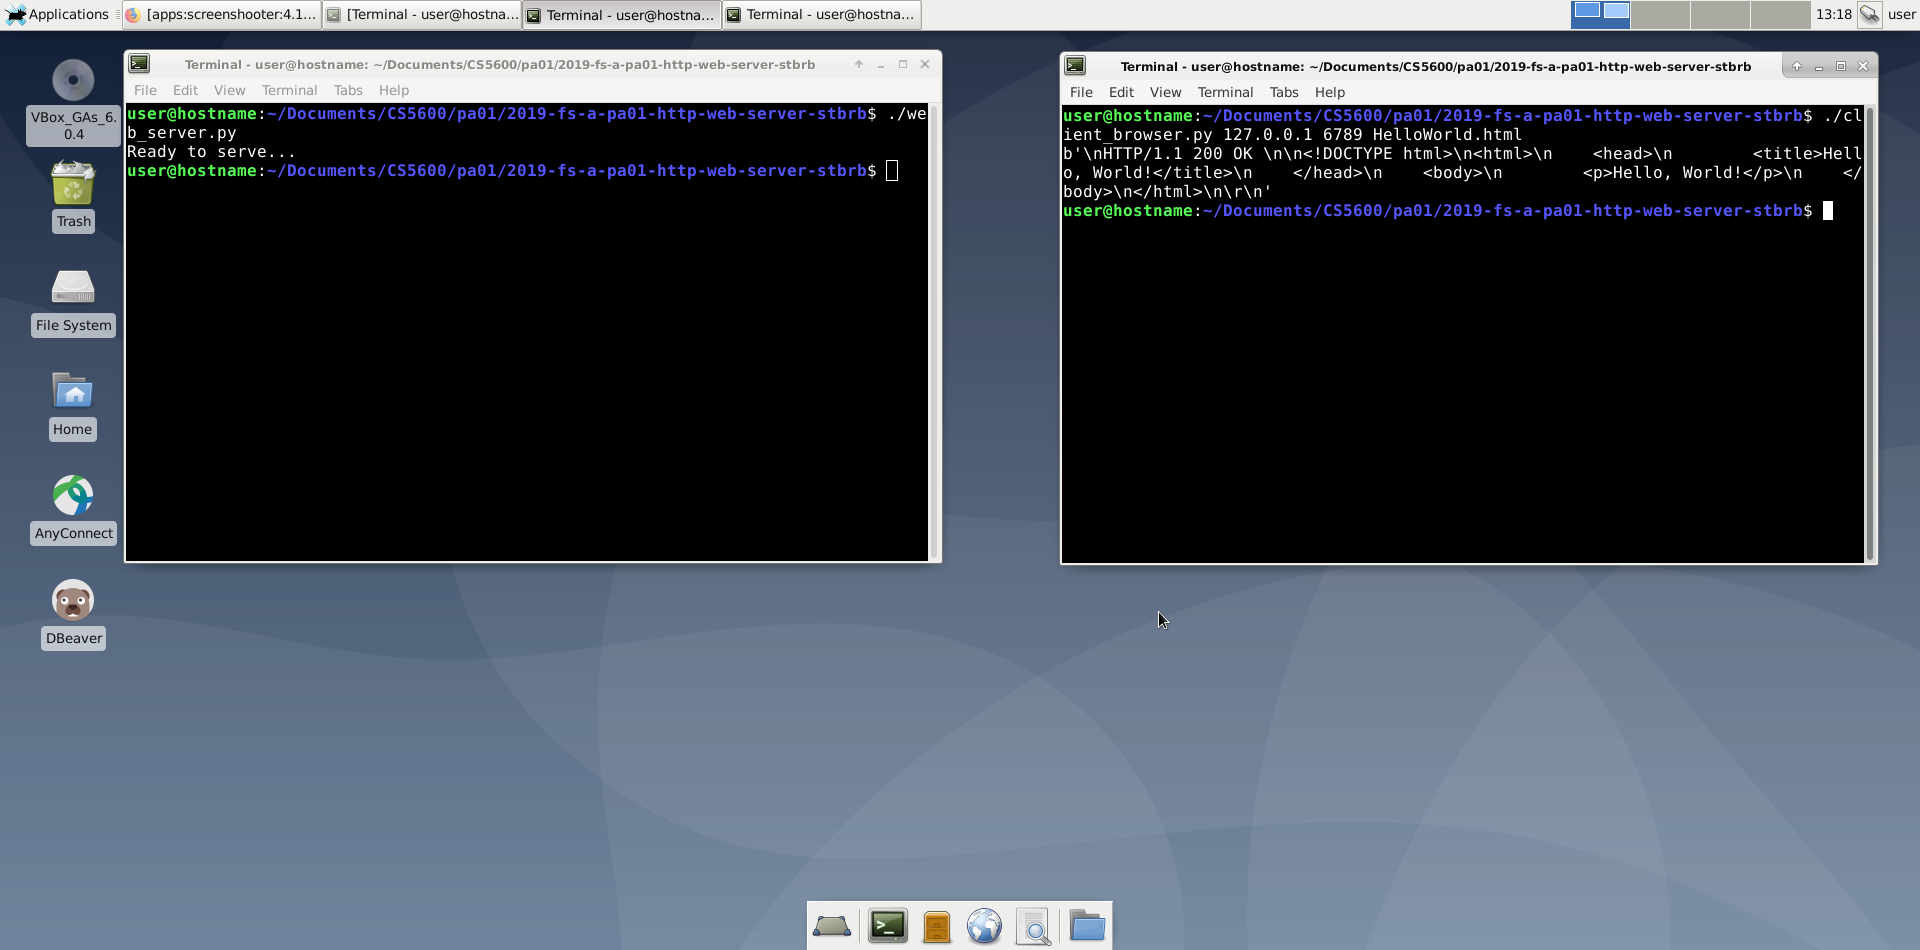 Applications
[apps:screenshooter:4.1...
[Terminal - user@hostna...
Terminal - user@hostna...
Terminal - user@hostna...
13:18
user
VBox_GAs_6.
0.4
Trash
File System
Home
AnyConnect
DBeaver
Terminal - user@hostname: ~/Documents/CS5600/pa01/2019-fs-a-pa01-http-web-server-stbrb
File Edit View Terminal Tabs Help
user@hostname:~/Documents/CS5600/pa01/2019-fs-a-pa01-http-web-server-stbrb$ ./we
b_server.py
Ready to serve...
user@hostname:~/Documents/CS5600/pa01/2019-fs-a-pa01-http-web-server-stbrb$
Terminal - user@hostname: ~/Documents/CS5600/pa01/2019-fs-a-pa01-http-web-server-stbrb
File Edit View Terminal Tabs Help
user@hostname:~/Documents/CS5600/pa01/2019-fs-a-pa01-http-web-server-stbrb$ ./cl
ient_browser.py 127.0.0.1 6789 HelloWorld.html
b'\nHTTP/1.1 200 OK \n\n<!DOCTYPE html>\n<html>\n    <head>\n        <title>Hell
o, World!</title>\n    </head>\n    <body>\n        <p>Hello, World!</p>\n    </
body>\n</html>\n\r\n'
user@hostname:~/Documents/CS5600/pa01/2019-fs-a-pa01-http-web-server-stbrb$